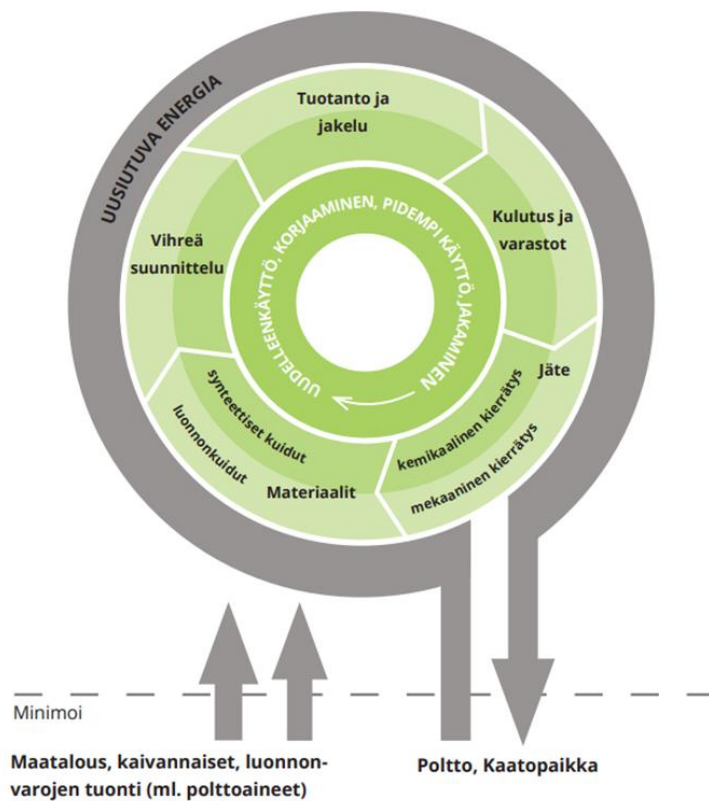 UUSIUTUVA ENERGIA
Tuotanto ja
jakelu
Kulutus ja
varastot
Vihreä
suunnittelu
UUDELLEENKÄYTTÖ, KORJAAMINEN, PIDEMPI KÄYTTÖ, JAKAMINEN
Jäte
kemikaalinen kierrätys
mekaaninen kierrätys
synteettiset kuidut
luonnonkuidut
Materiaalit
Minimoi
Maatalous, kaivannaiset, luonnon-
varojen tuonti (ml. polttoaineet)
Poltto, Kaatopaikka